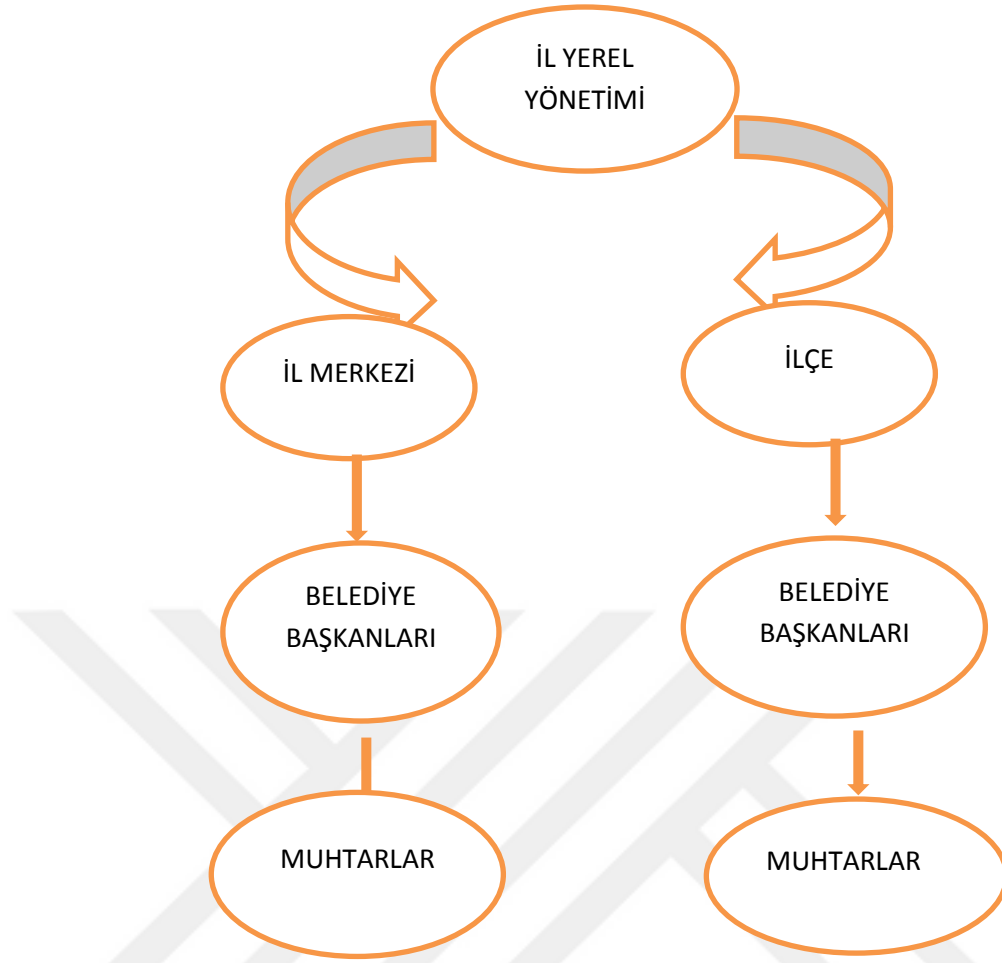 İL YEREL
YÖNETİMİ
İL MERKEZİ
İLÇE
BELEDİYE
BAŞKANLARI
BELEDİYE
BAŞKANLARI
MUHTARLAR
MUHTARLAR